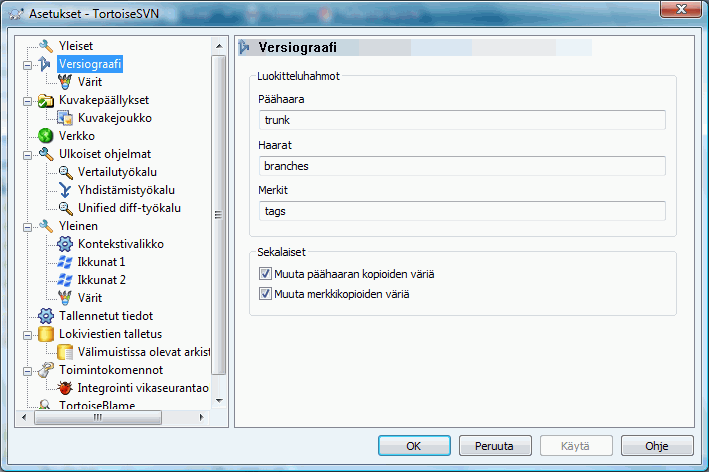 Asetukset - TortoiseSVN
Yleiset
Versiograafi
Värit
Kuvakepäällykset
Kuvakejoukko
Verkko
Ulkoiset ohjelmat
Vertailutyökalu
Yhdistämistyökalu
Unified diff-työkalu
Yleinen
Kontekstivalikko
Ikkunat 1
Ikkunat 2
Värit
Tallennetut tiedot
Lokiviestien talletus
Välimuistissa olevat arkist
Toimintokomennot
Integrointi vikaseurantao
TortoiseBlame
Versiograafi
Luokitteluhahmot
Päähaara
trunk
Haarat
branches
Merkit
tags
Sekalaiset
Muuta päähaaran kopioiden väriä
Muuta merkkikopioiden väriä
OK
Peruuta
Käytä
Ohje